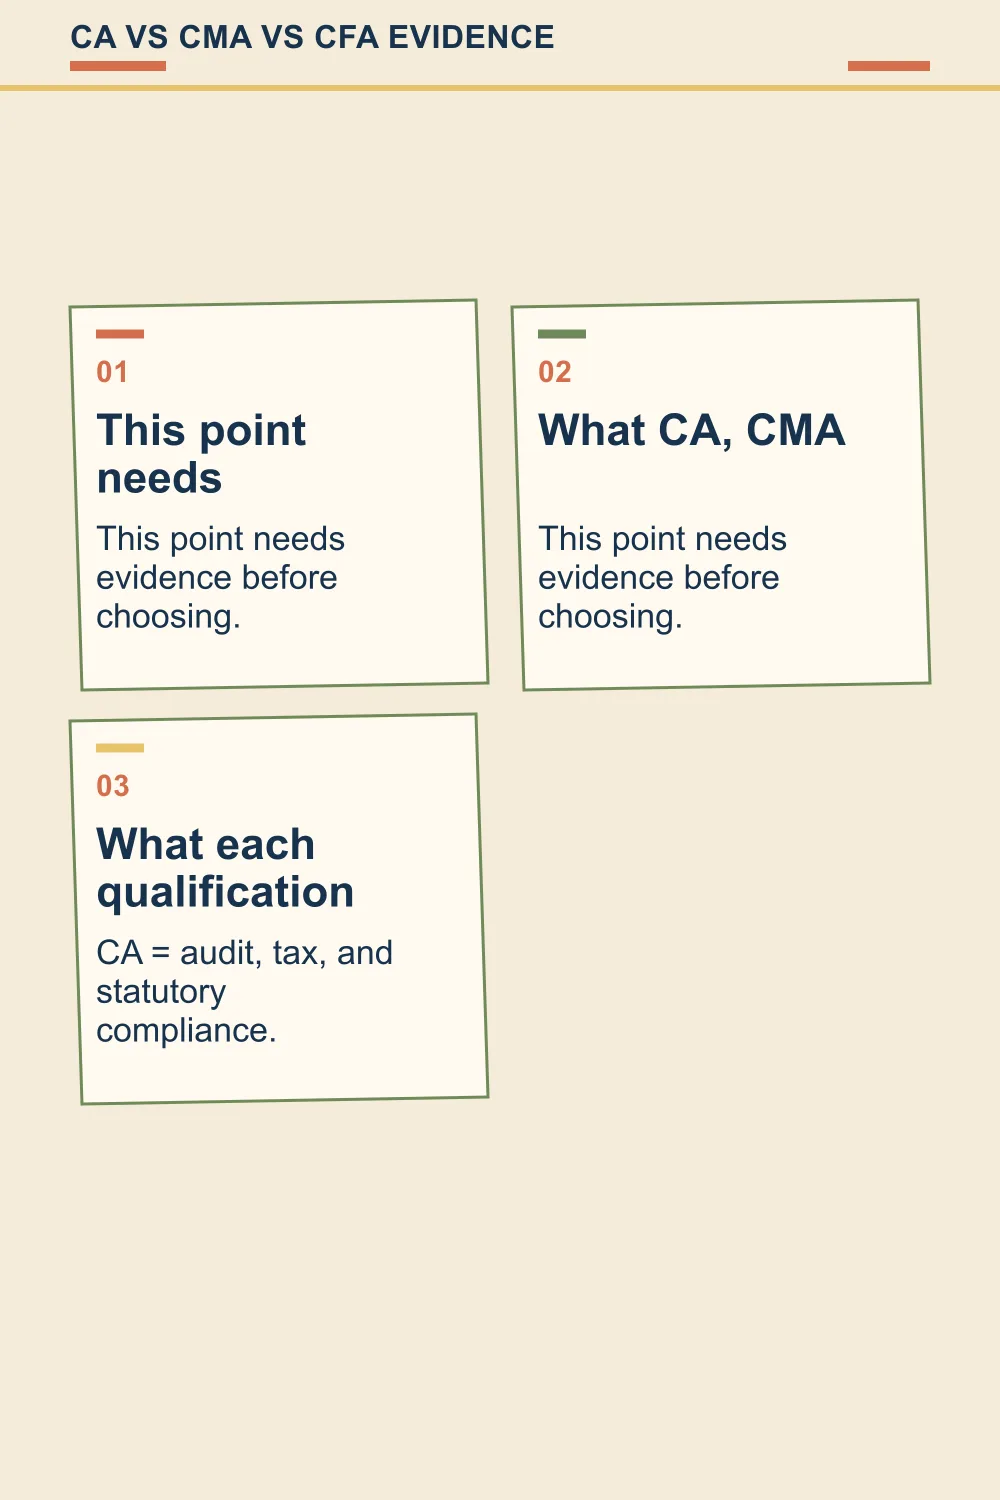 CA VS CMA VS CFA EVIDENCE
01
This point
needs
This point needs
evidence before
choosing.
02
What CA, CMA
This point needs
evidence before
choosing.
03
What each
qualification
CA = audit, tax, and
statutory
compliance.